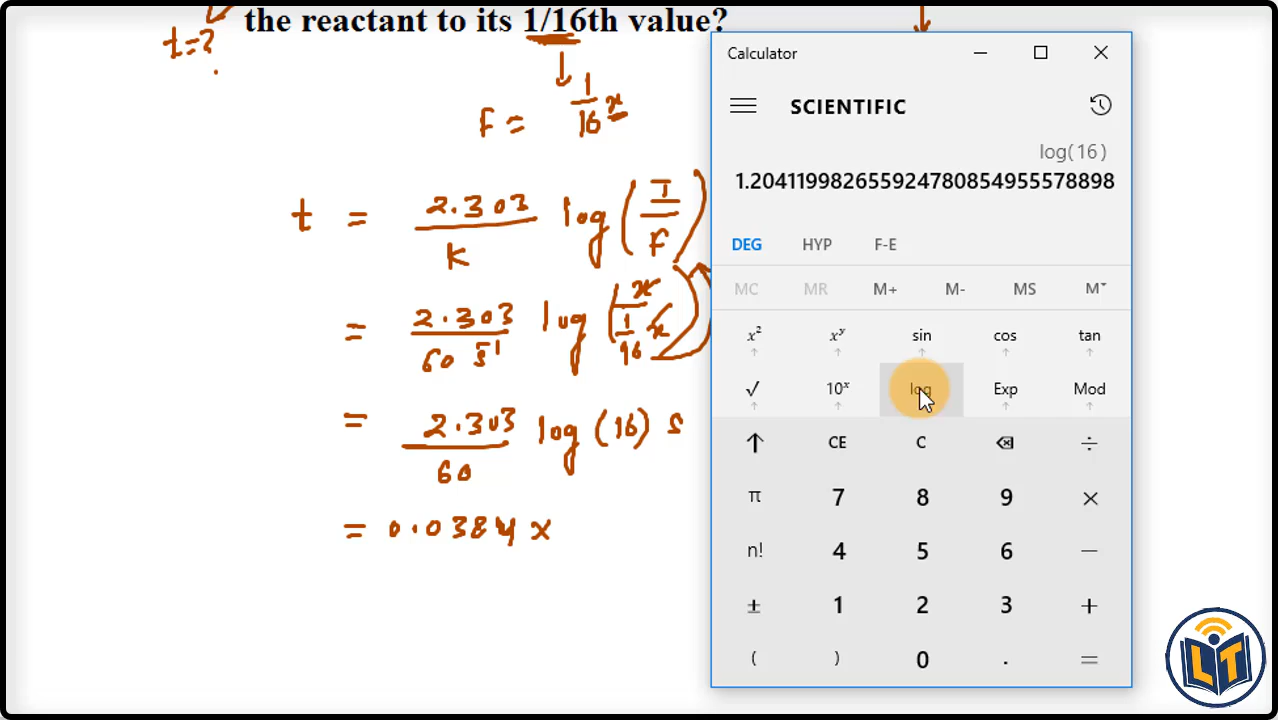 the reactant to its 1/16th value?
t=?
F = 1/16 x
t = 2.303/K log (I/F)
= 2.303/60 s⁻¹ log (x/(1/16 x))
= 2.303/60 log (16) s
= 0.0384 x
Calculator
SCIENTIFIC
log(16)
1.2041199826559247808549555778898
DEG HYP F-E
MC MR M+ M- MS M˅
x² xʸ sin cos tan
√ 10ˣ log Exp Mod
↑ CE C ⌫ ÷
π 7 8 9 ×
n! 4 5 6 −
± 1 2 3 +
( ) 0 . =
LT